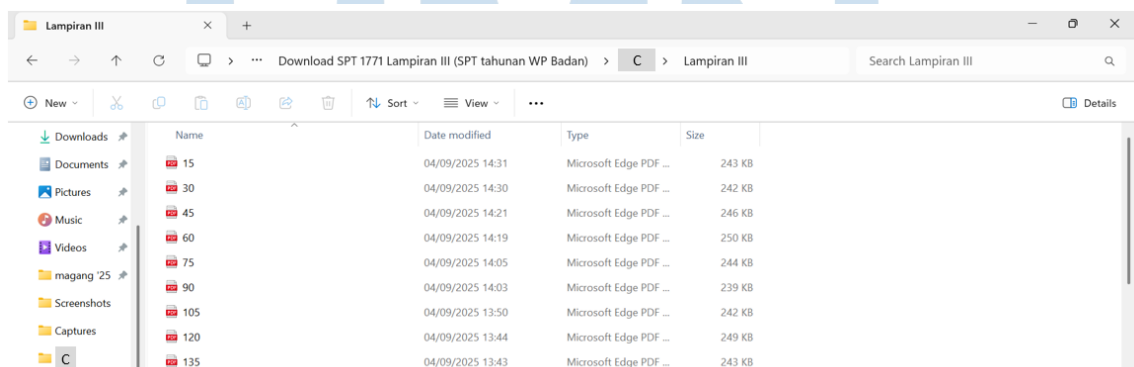 Lampiran III
Download SPT 1771 Lampiran III (SPT tahunan WP Badan) > C > Lampiran III
Search Lampiran III
New Sort View Details
Name Date modified Type Size
Downloads
15 04/09/2025 14:31 Microsoft Edge PDF ... 243 KB
Documents
30 04/09/2025 14:30 Microsoft Edge PDF ... 242 KB
Pictures
45 04/09/2025 14:21 Microsoft Edge PDF ... 246 KB
Music
60 04/09/2025 14:19 Microsoft Edge PDF ... 250 KB
Videos
75 04/09/2025 14:05 Microsoft Edge PDF ... 244 KB
magang '25
90 04/09/2025 14:03 Microsoft Edge PDF ... 239 KB
Screenshots
105 04/09/2025 13:50 Microsoft Edge PDF ... 242 KB
Captures
120 04/09/2025 13:44 Microsoft Edge PDF ... 249 KB
C
135 04/09/2025 13:43 Microsoft Edge PDF ... 243 KB